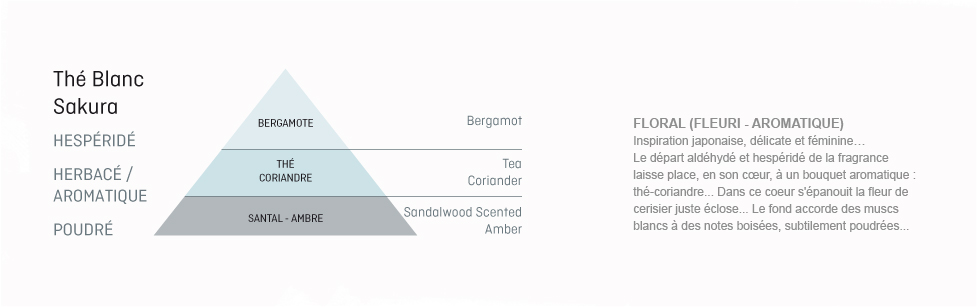 Thé Blanc
Sakura
HESPÉRIDÉ
HERBACÉ /
AROMATIQUE
POUDRÉ
BERGAMOTE
THÉ
CORIANDRE
SANTAL - AMBRE
Bergamot
Tea
Coriander
Sandalwood Scented
Amber
FLORAL (FLEURI - AROMATIQUE)
Inspiration japonaise, délicate et féminine…
Le départ aldéhydé et hespéridé de la fragrance
laisse place, en son cœur, à un bouquet aromatique :
thé-coriandre... Dans ce coeur s'épanouit la fleur de
cerisier juste éclose... Le fond accorde des muscs
blancs à des notes boisées, subtilement poudrées...